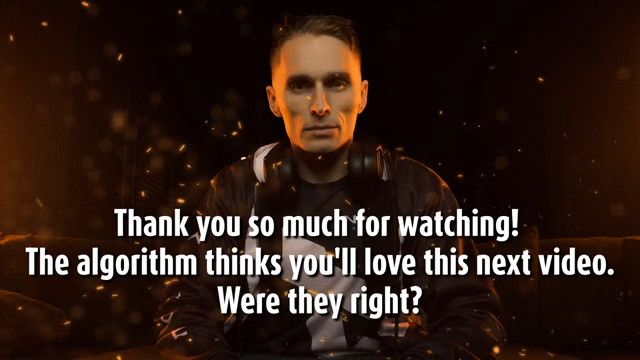 Thank you so much for watching!
The algorithm thinks you'll love this next video.
Were they right?